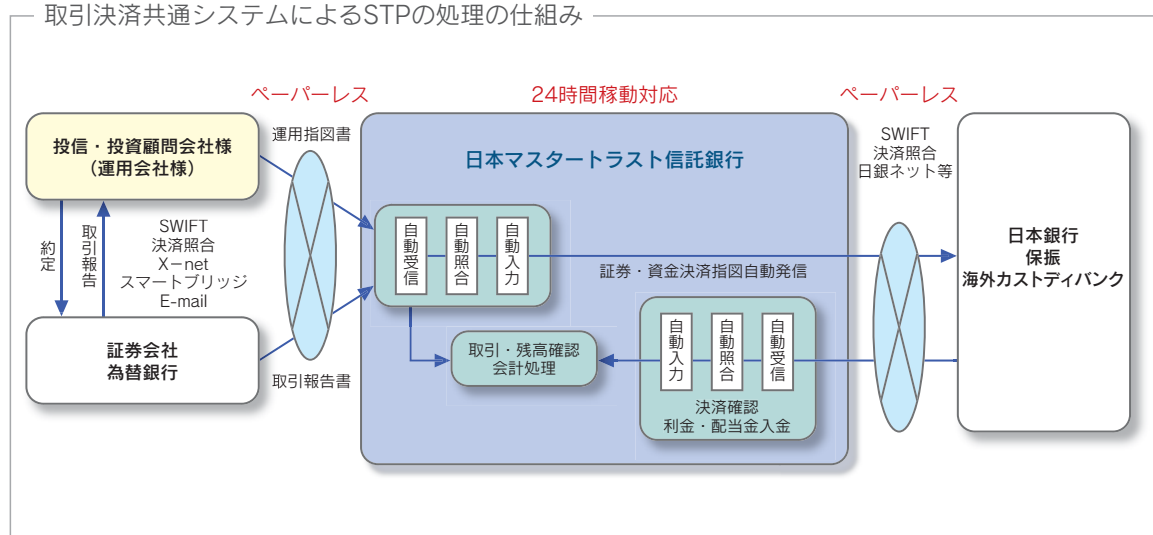 取引決済共通システムによるSTPの処理の仕組み
ペーパーレス
24時間稼動対応
ペーパーレス
投信・投資顧問会社様
（運用会社様）
運用指図書
日本マスタートラスト信託銀行
SWIFT
決済照合
日銀ネット等
約定
取引報告
SWIFT
決済照合
X－net
スマートブリッジ
E-mail
自動受信
自動照合
自動入力
証券・資金決済指図自動発信
日本銀行
保振
海外カストディバンク
証券会社
為替銀行
取引報告書
取引・残高確認
会計処理
自動入力
自動照合
自動受信
決済確認
利金・配当金入金